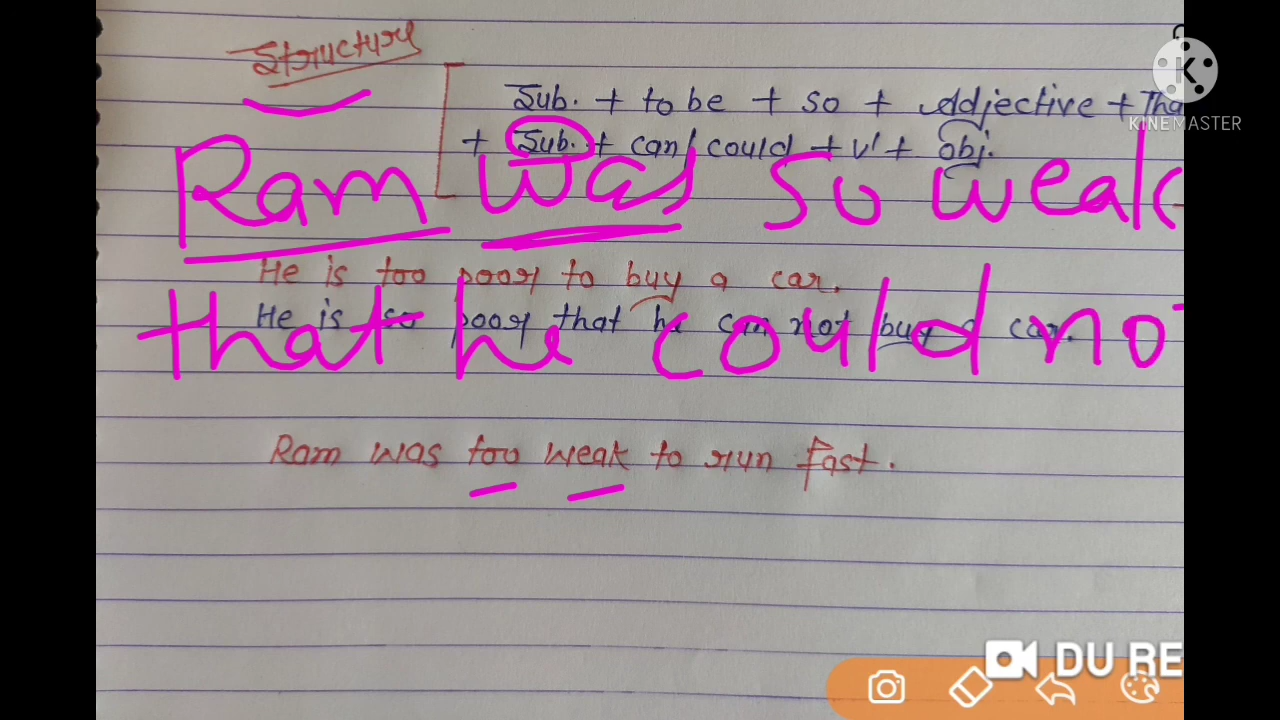 Structure
Sub. + to be + so + Adjective + Tha
+ Sub. + can/could + v' + obj.
KINEMASTER
Ram was so weak
He is too poor to buy a car.
He is so poor that he can not buy a car.
that he could no
Ram was too weak to run fast.
DU RE